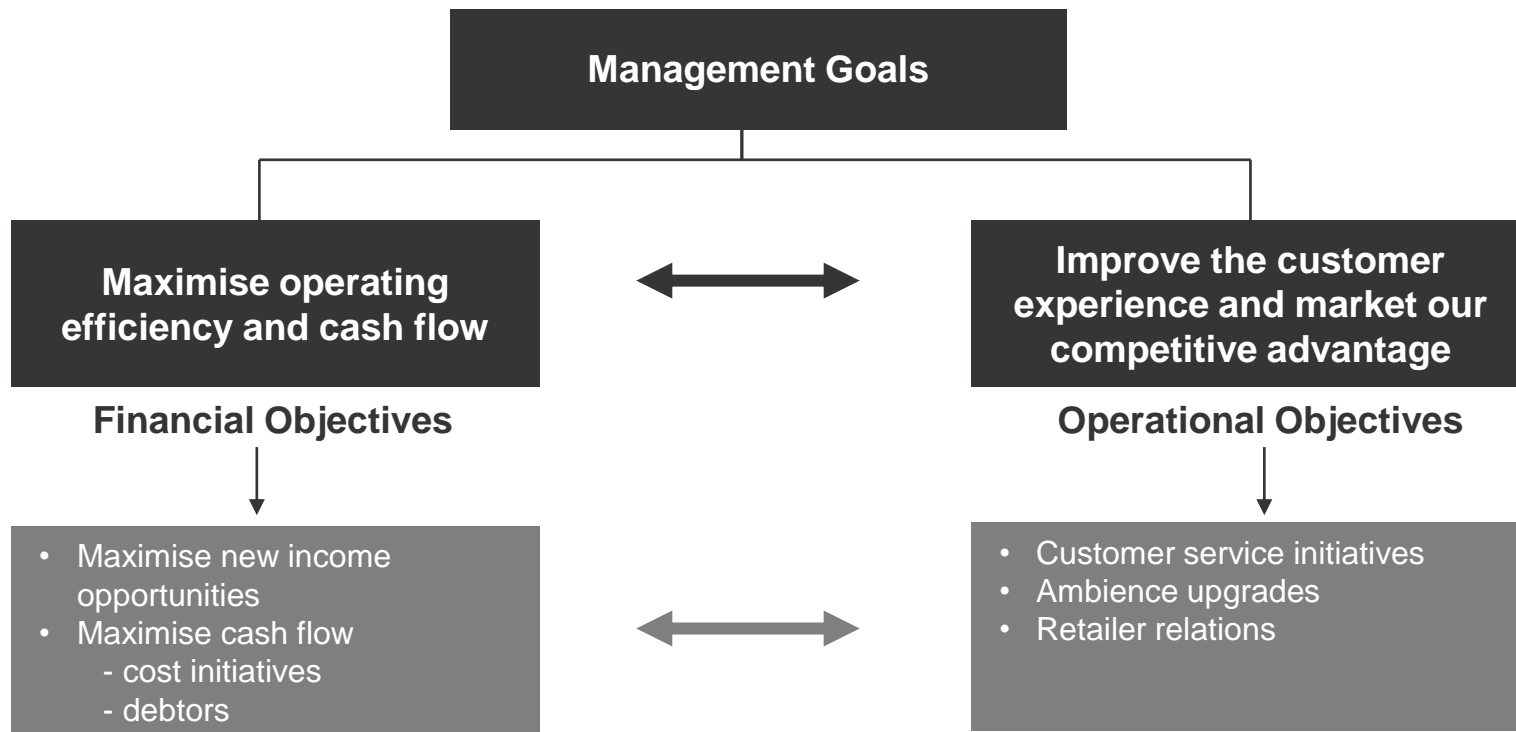 Management Goals
Maximise operating
efficiency and cash flow
Improve the customer
experience and market our
competitive advantage
Financial Objectives
Operational Objectives
• Maximise new income
opportunities
• Maximise cash flow
- cost initiatives
- debtors
• Customer service initiatives
• Ambience upgrades
• Retailer relations